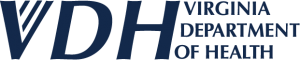 VDH
VIRGINIA
DEPARTMENT
OF HEALTH